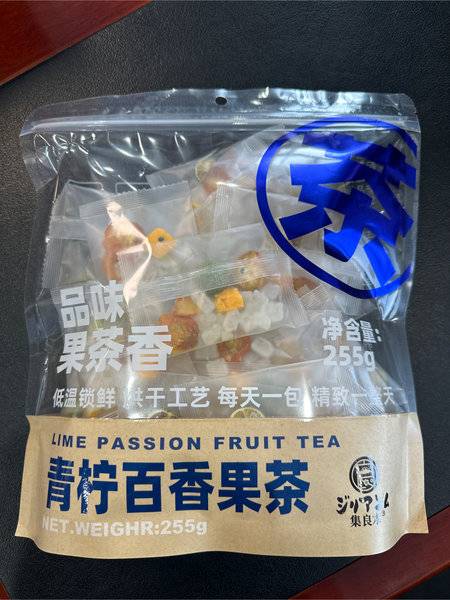 茶
品味
果茶香
净含量:
255g
低温锁鲜 烘干工艺 每天一包 精致一天
LIME PASSION FRUIT TEA
青柠百香果茶
NET.WEIGHR:255g
集良